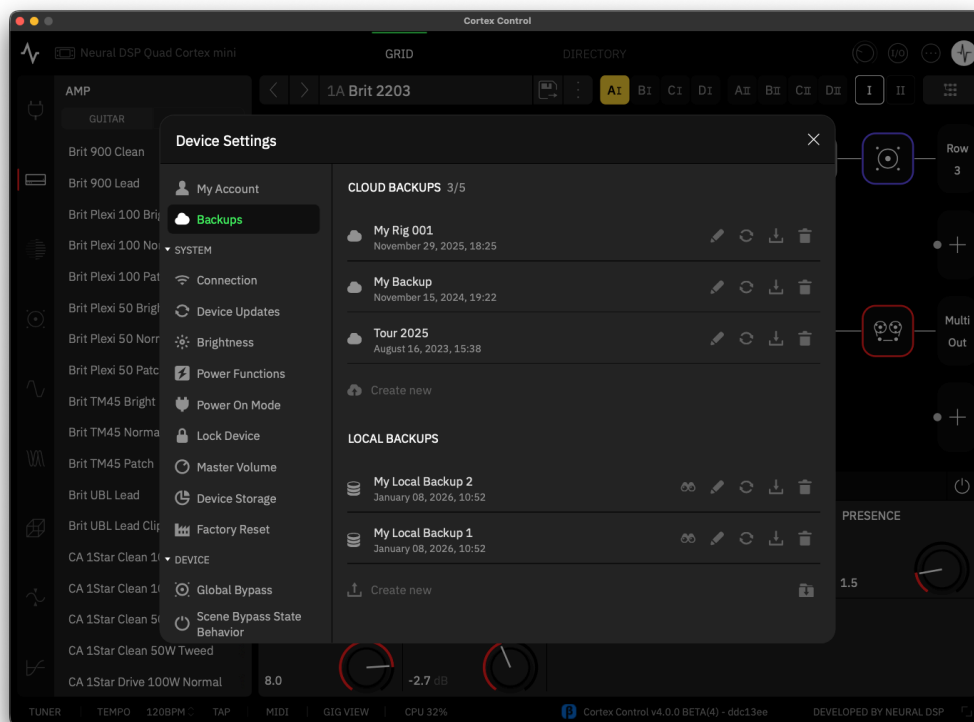 Cortex Control
Neural DSP Quad Cortex mini
GRID
DIRECTORY
I/O
AMP
1A Brit 2203
AI
BI
CI
DI
AII
BII
CII
DII
I
II
GUITAR
Brit 900 Clean
Brit 900 Lead
Brit Plexi 100 Bri
Brit Plexi 100 No
Brit Plexi 100 Pat
Brit Plexi 50 Brig
Brit Plexi 50 Norr
Brit Plexi 50 Patc
Brit TM45 Bright
Brit TM45 Norma
Brit TM45 Patch
Brit UBL Lead
Brit UBL Lead Cli
CA 1Star Clean 1
CA 1Star Clean 1
CA 1Star Clean 5
CA 1Star Clean 50W Tweed
CA 1Star Drive 100W Normal
Device Settings
My Account
Backups
SYSTEM
Connection
Device Updates
Brightness
Power Functions
Power On Mode
Lock Device
Master Volume
Device Storage
Factory Reset
DEVICE
Global Bypass
Scene Bypass State
Behavior
CLOUD BACKUPS 3/5
My Rig 001
November 29, 2025, 18:25
My Backup
November 15, 2024, 19:22
Tour 2025
August 16, 2023, 15:38
Create new
LOCAL BACKUPS
My Local Backup 2
January 08, 2026, 10:52
My Local Backup 1
January 08, 2026, 10:52
Create new
Row
3
Multi
Out
PRESENCE
1.5
8.0
-2.7 dB
TUNER
TEMPO 120BPM
TAP
MIDI
GIG VIEW
CPU 32%
Cortex Control v4.0.0 BETA(4) - ddc13ee
DEVELOPED BY NEURAL DSP